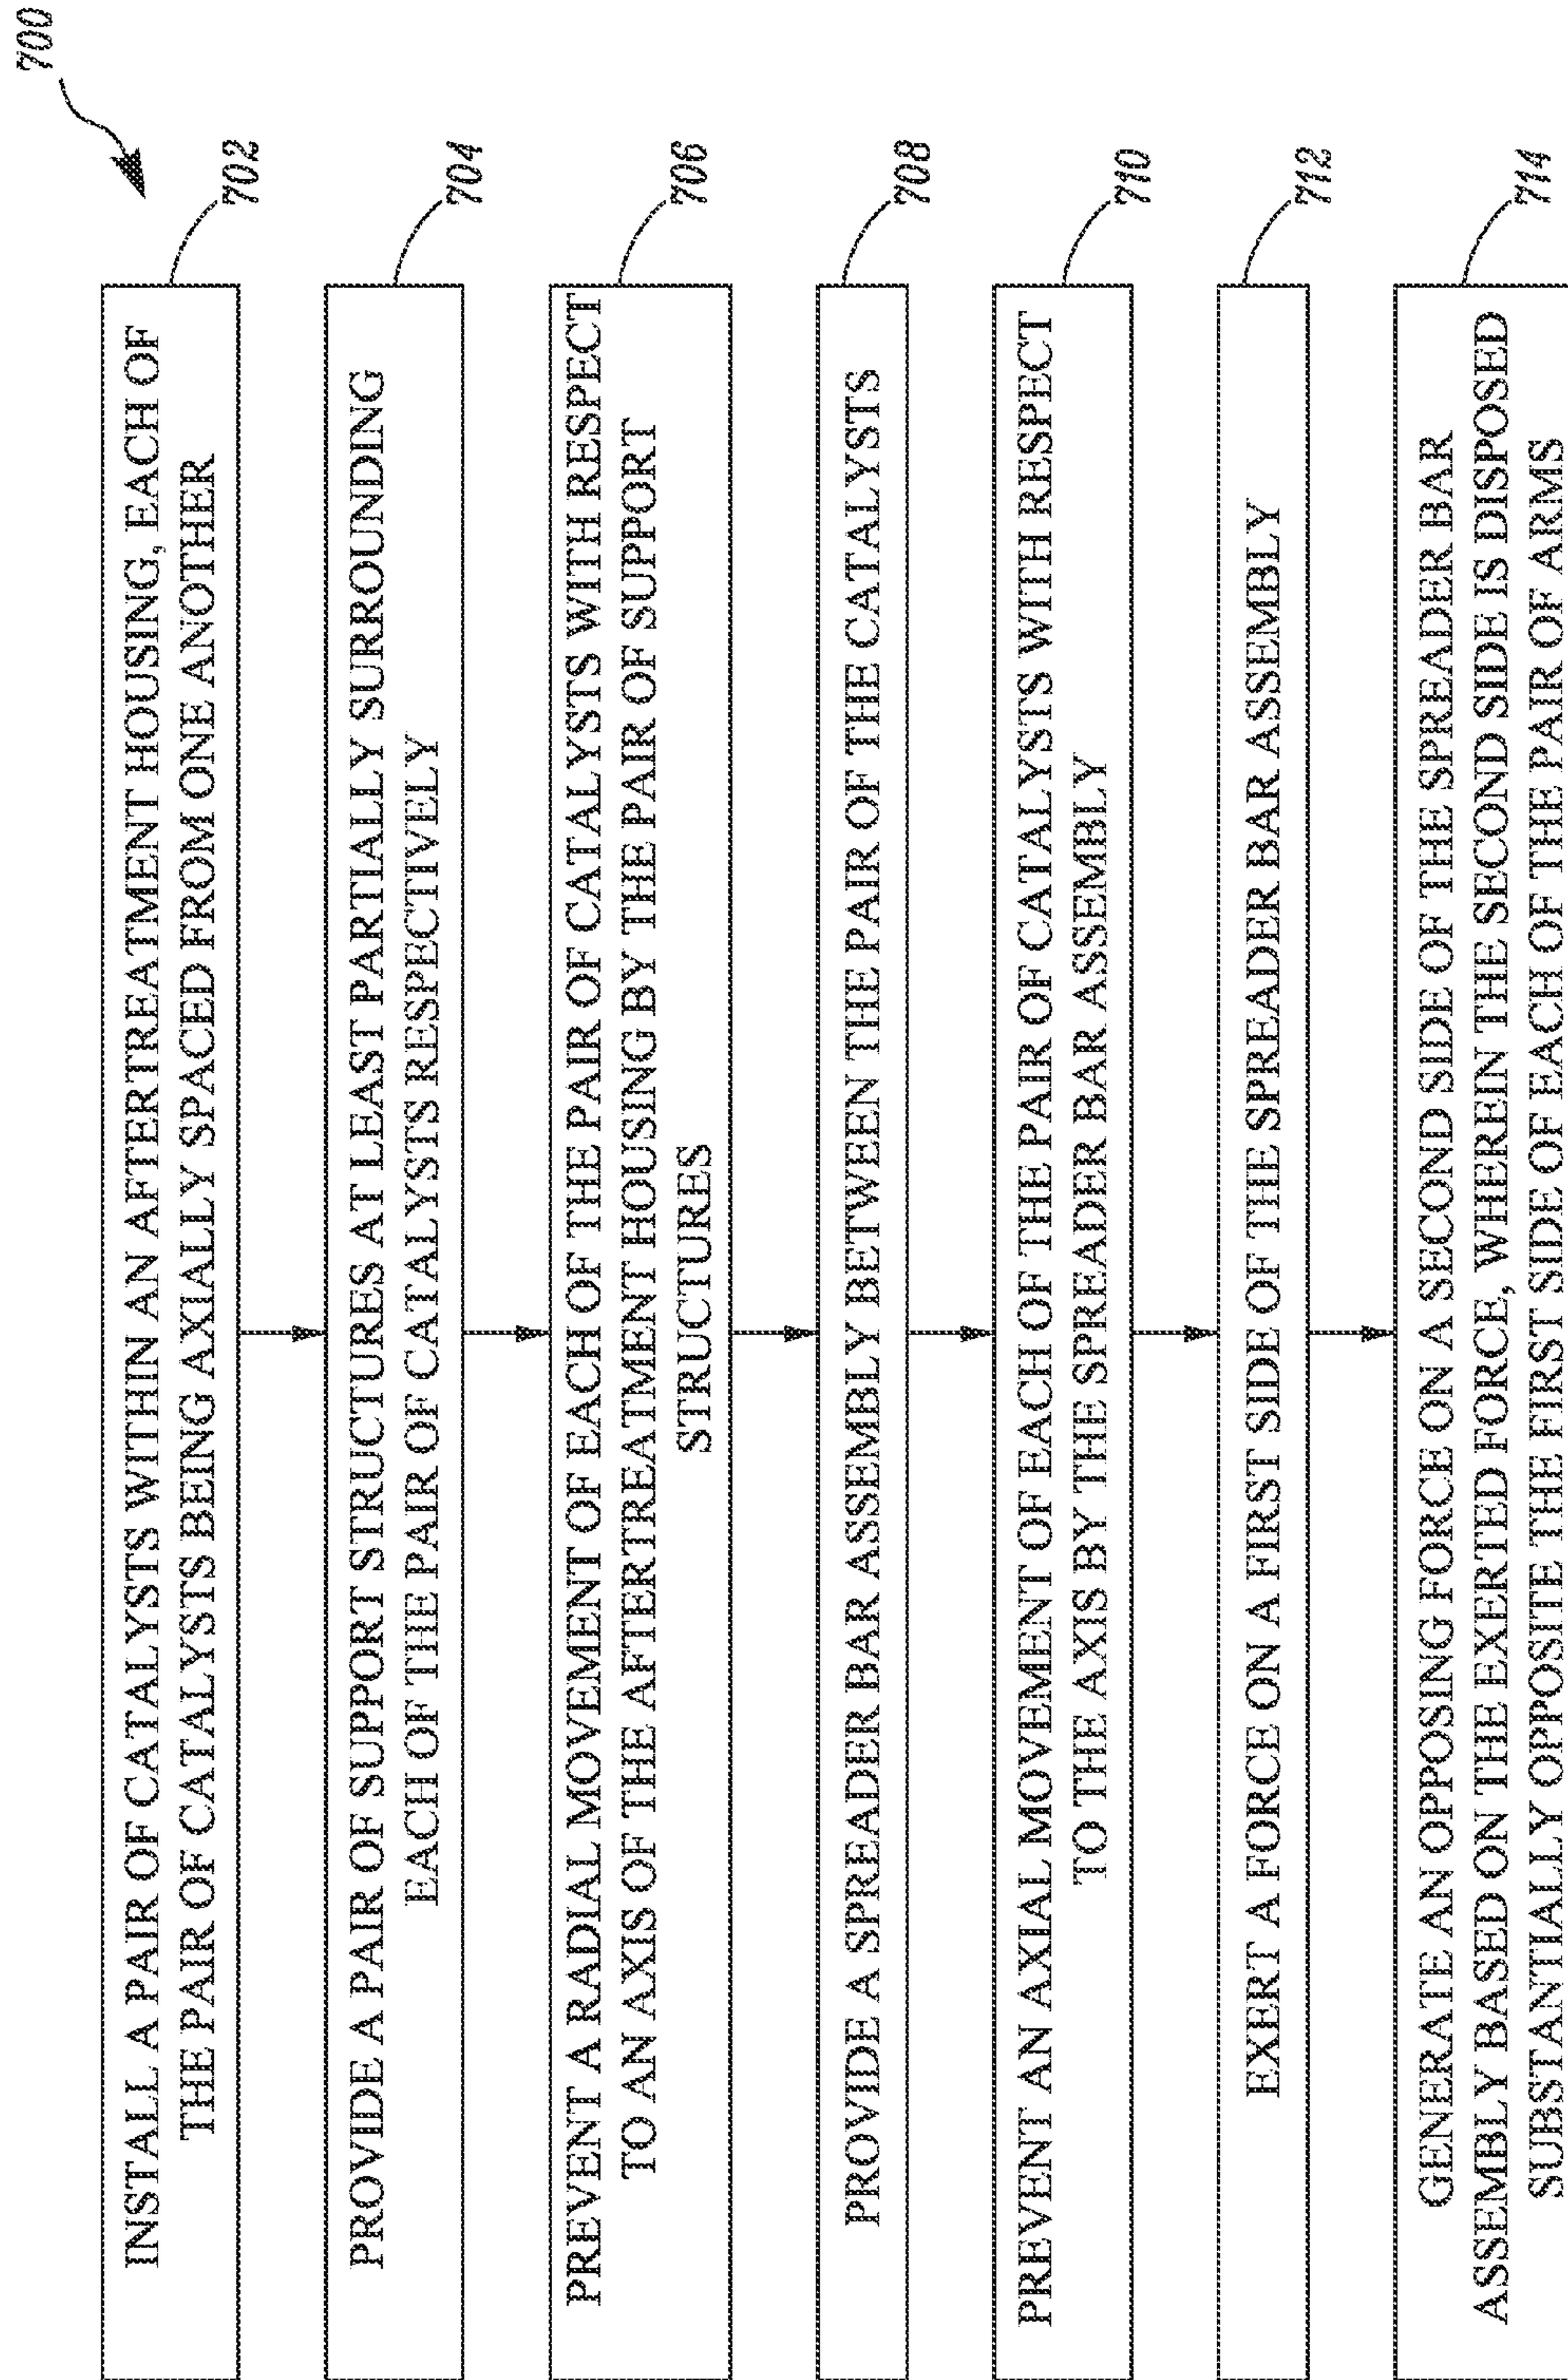 700
INSTALL A PAIR OF CATALYSTS WITHIN AN AFTERTREATMENT HOUSING, EACH OF
THE PAIR OF CATALYSTS BEING AXIALLY SPACED FROM ONE ANOTHER
702
PROVIDE A PAIR OF SUPPORT STRUCTURES AT LEAST PARTIALLY SURROUNDING
EACH OF THE PAIR OF CATALYSTS RESPECTIVELY
704
PREVENT A RADIAL MOVEMENT OF EACH OF THE PAIR OF CATALYSTS WITH RESPECT
TO AN AXIS OF THE AFTERTREATMENT HOUSING BY THE PAIR OF SUPPORT
STRUCTURES
706
PROVIDE A SPREADER BAR ASSEMBLY BETWEEN THE PAIR OF THE CATALYSTS
708
PREVENT AN AXIAL MOVEMENT OF EACH OF THE PAIR OF CATALYSTS WITH RESPECT
TO THE AXIS BY THE SPREADER BAR ASSEMBLY
710
EXERT A FORCE ON A FIRST SIDE OF THE SPREADER BAR ASSEMBLY
712
GENERATE AN OPPOSING FORCE ON A SECOND SIDE OF THE SPREADER BAR
ASSEMBLY BASED ON THE EXERTED FORCE, WHEREIN THE SECOND SIDE IS DISPOSED
SUBSTANTIALLY OPPOSITE THE FIRST SIDE OF EACH OF THE PAIR OF ARMS
714